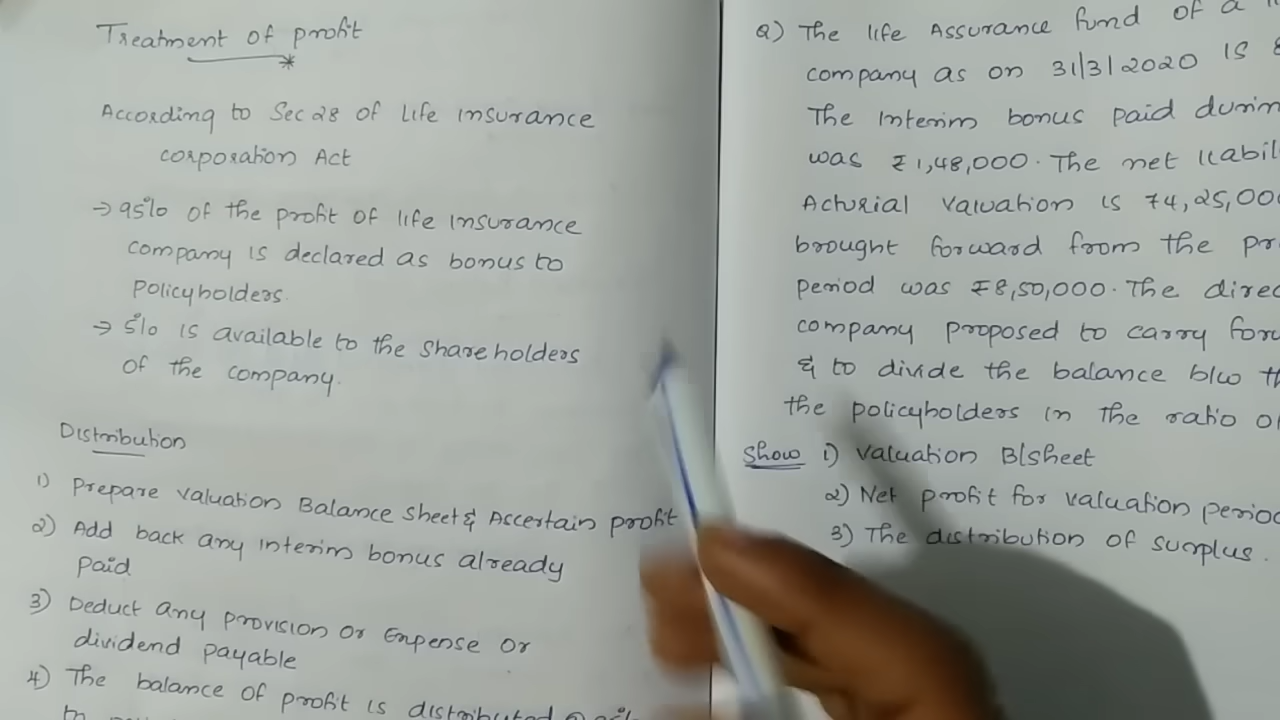 Treatment of profit
According to Sec 28 of Life insurance
corporation Act
→ 95% of the profit of life insurance
company is declared as bonus to
policyholders.
→ 5% is available to the shareholders
of the company.
Distribution
1) Prepare valuation Balance sheet & Accertain profit
2) Add back any interim bonus already
paid
3) Deduct any provision or Expense or
dividend payable
4) The balance of profit is distributed
to
Q) The life Assurance fund of a
company as on 31/3/2020 is
The Interim bonus paid durin
was ₹1,48,000. The net liabil
Acturial valuation is 74,25,00
brought forward from the pr
period was ₹8,50,000. The direc
company proposed to carry for
& to divide the balance b/w th
the policyholders in the ratio o
Show 1) valuation B/sheet
2) Net profit for valuation perio
3) The distribution of surplus.